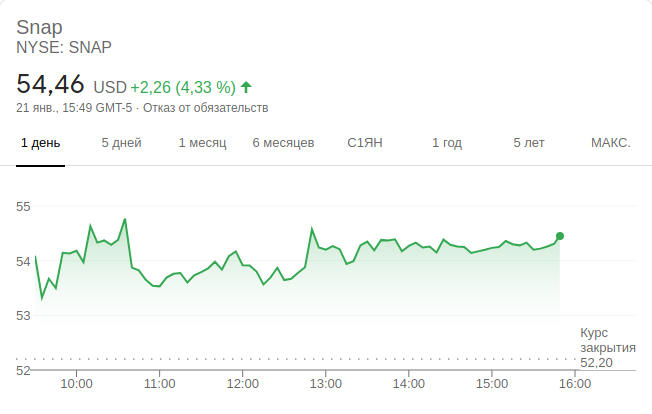 Snap
NYSE: SNAP
54,46 USD +2,26 (4,33 %)
21 янв., 15:49 GMT-5 · Отказ от обязательств
1 день 5 дней 1 месяц 6 месяцев С1ЯН 1 год 5 лет МАКС.
55
54
53
Курс
закрытия
52,20
52
10:00 11:00 12:00 13:00 14:00 15:00 16:00